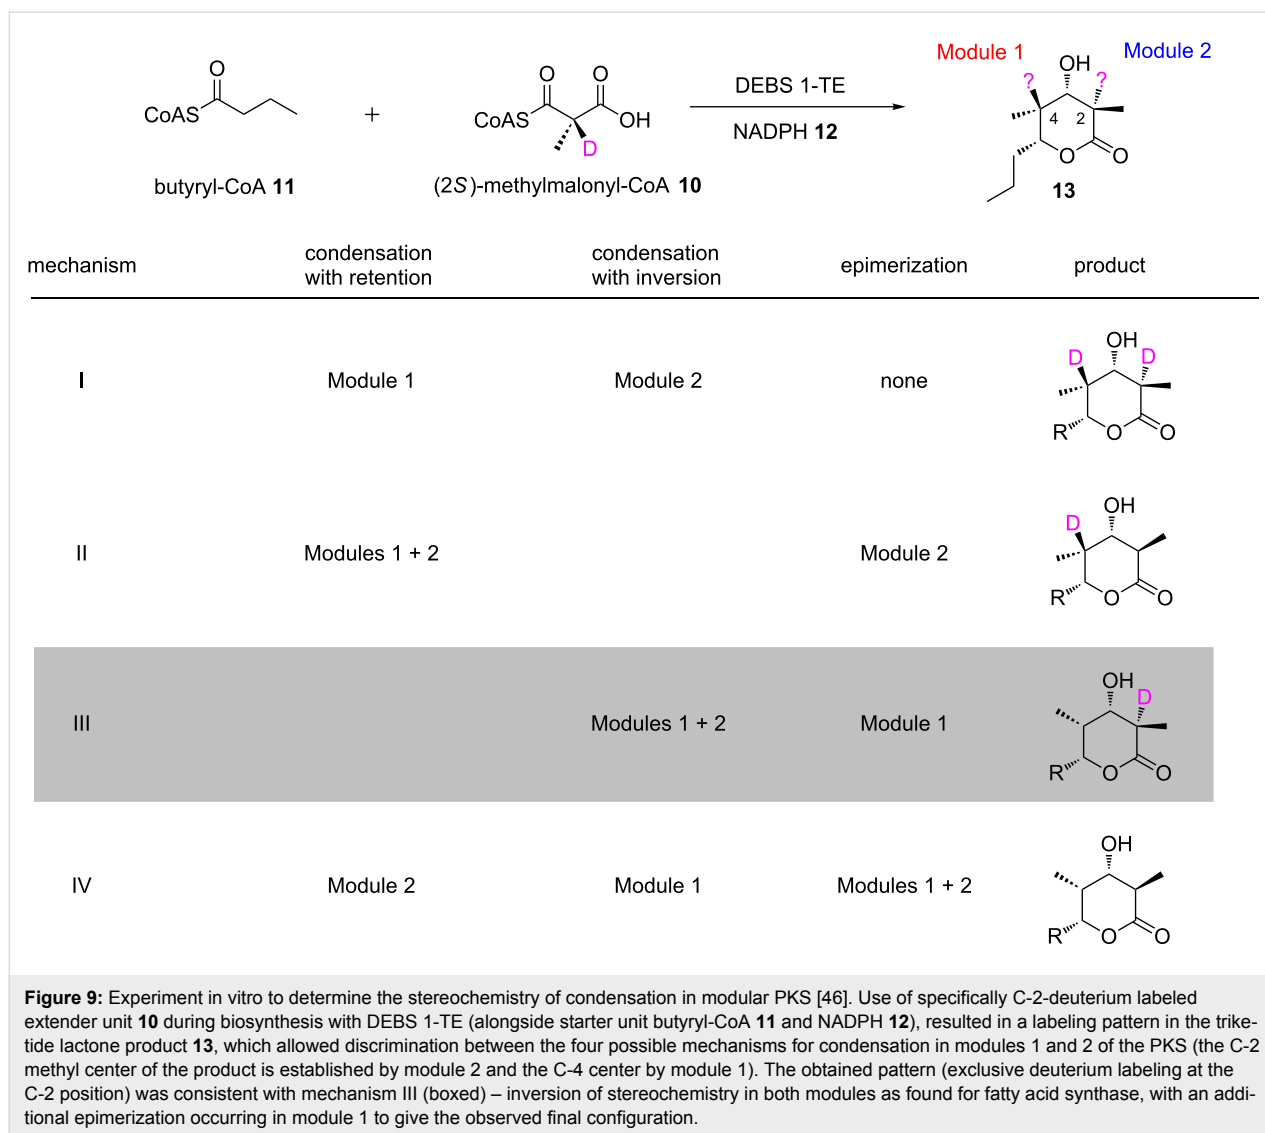 Module 1 OH Module 2
? ?
O O O DEBS 1-TE
CoAS + CoAS OH NADPH 12 4 2
D O O
butyryl-CoA 11 (2S)-methylmalonyl-CoA 10 13
mechanism condensation with retention condensation with inversion epimerization product
I Module 1 Module 2 none
OH
D D
R O O
II Modules 1 + 2 Module 2
OH
D
R O O
III Modules 1 + 2 Module 1
OH
D
R O O
IV Module 2 Module 1 Modules 1 + 2
OH
R O O
Figure 9: Experiment in vitro to determine the stereochemistry of condensation in modular PKS [46]. Use of specifically C-2-deuterium labeled
extender unit 10 during biosynthesis with DEBS 1-TE (alongside starter unit butyryl-CoA 11 and NADPH 12), resulted in a labeling pattern in the trike-
tide lactone product 13, which allowed discrimination between the four possible mechanisms for condensation in modules 1 and 2 of the PKS (the C-2
methyl center of the product is established by module 2 and the C-4 center by module 1). The obtained pattern (exclusive deuterium labeling at the
C-2 position) was consistent with mechanism III (boxed) – inversion of stereochemistry in both modules as found for fatty acid synthase, with an addi-
tional epimerization occurring in module 1 to give the observed final configuration.